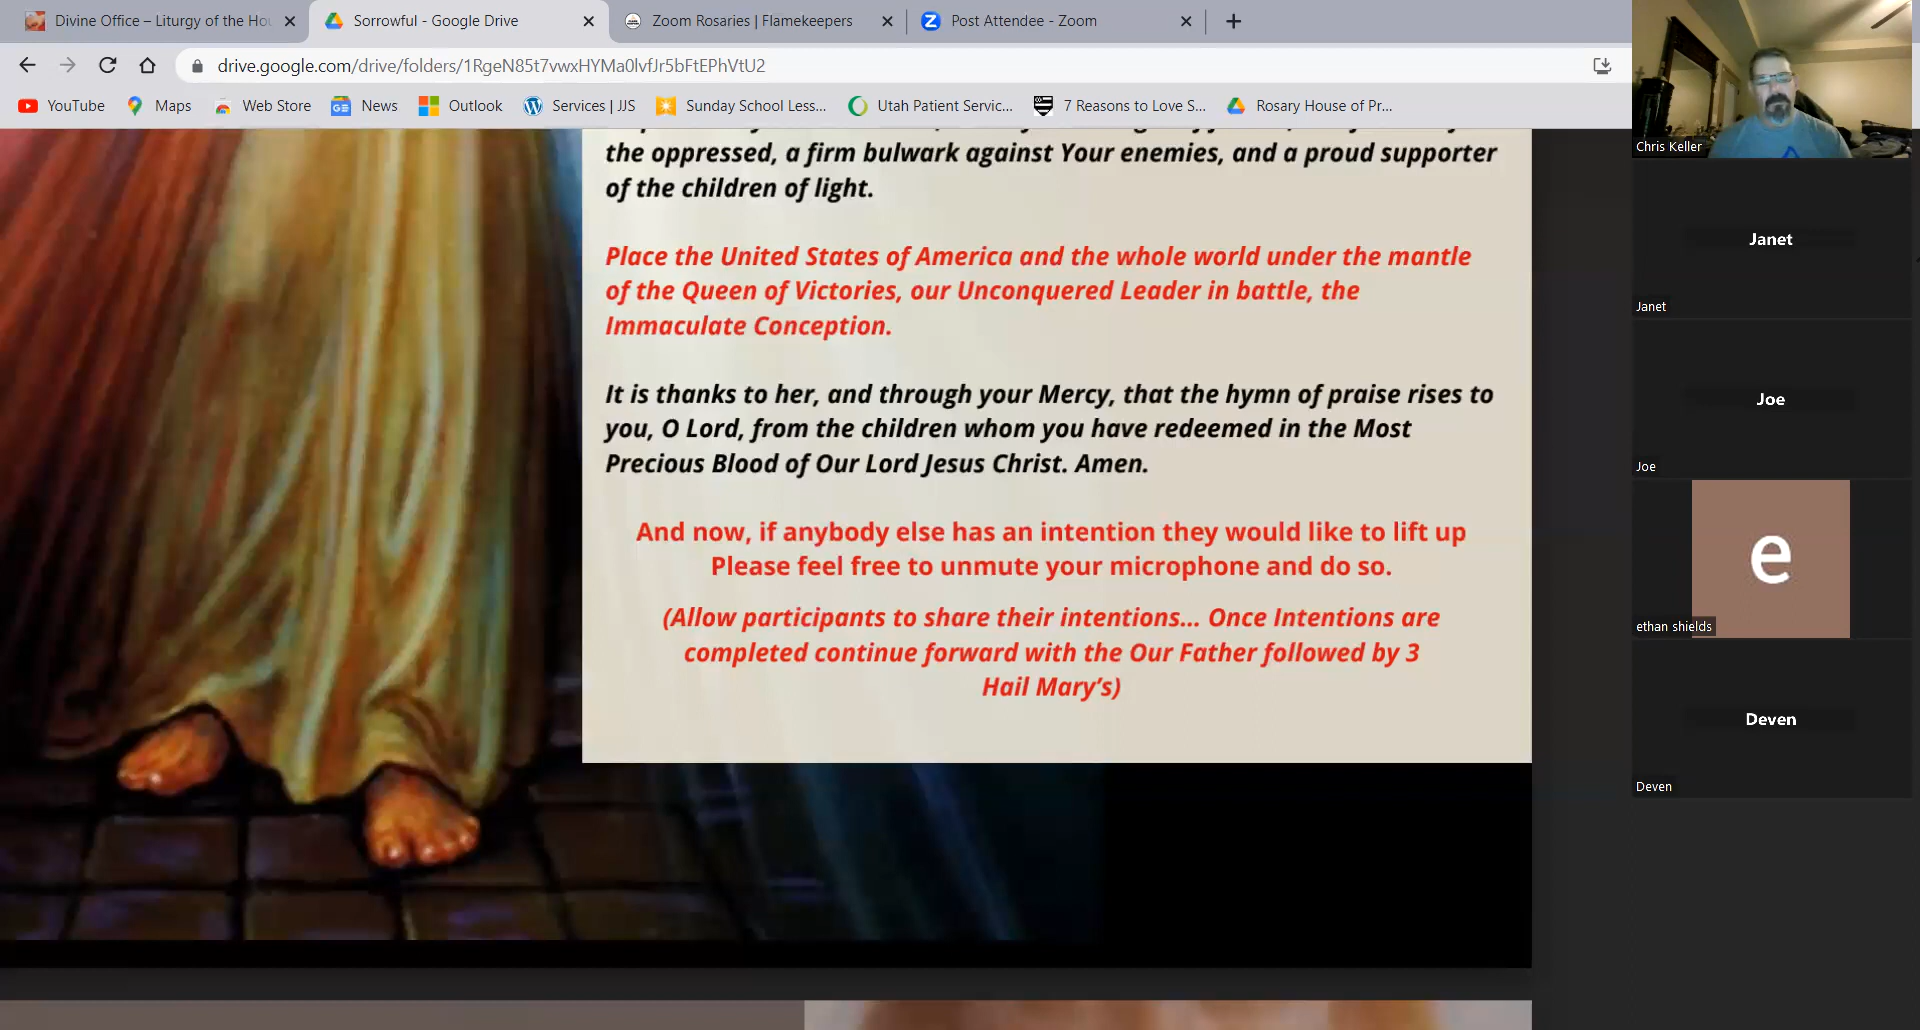 Divine Office – Liturgy of the Hou
Sorrowful - Google Drive
Zoom Rosaries | Flamekeepers
Post Attendee - Zoom
drive.google.com/drive/folders/1RgeN85t7vwxHYMa0lvfJr5bFtEPhVtU2
YouTube
Maps
Web Store
News
Outlook
Services | JJS
Sunday School Less...
Utah Patient Servic...
7 Reasons to Love S...
Rosary House of Pr...
the oppressed, a firm bulwark against Your enemies, and a proud supporter
of the children of light.
Place the United States of America and the whole world under the mantle
of the Queen of Victories, our Unconquered Leader in battle, the
Immaculate Conception.
It is thanks to her, and through your Mercy, that the hymn of praise rises to
you, O Lord, from the children whom you have redeemed in the Most
Precious Blood of Our Lord Jesus Christ. Amen.
And now, if anybody else has an intention they would like to lift up
Please feel free to unmute your microphone and do so.
(Allow participants to share their intentions... Once Intentions are
completed continue forward with the Our Father followed by 3
Hail Mary's)
Chris Keller
Janet
Janet
Joe
Joe
e
ethan shields
Deven
Deven